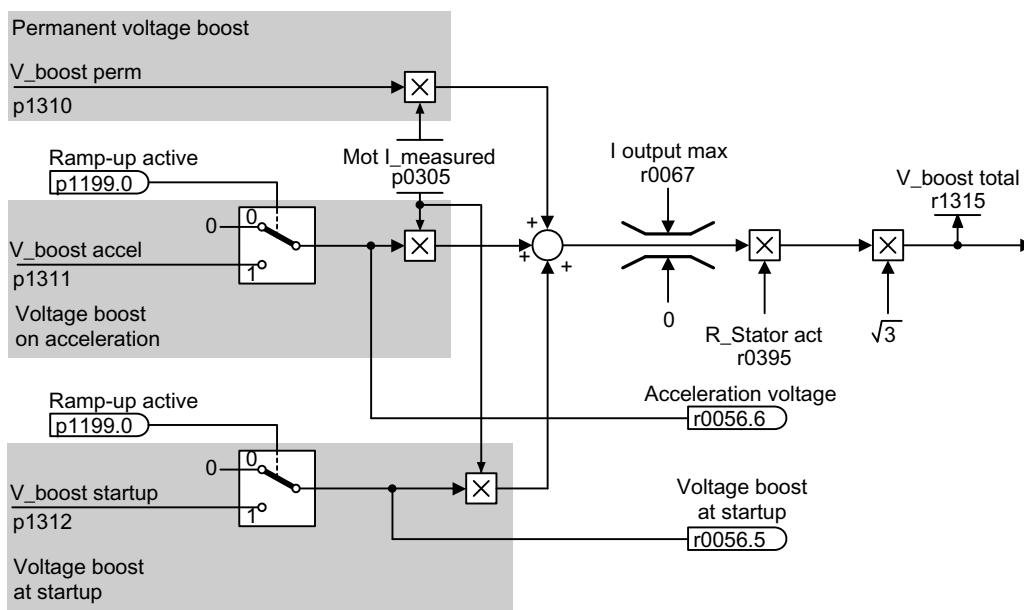 Permanent voltage boost
V_boost perm
p1310
Ramp-up active
p1199.0
Mot I_measured
p0305
I output max
r0067
V_boost total
r1315
0
0
V_boost accel
p1311
1
Voltage boost
on acceleration
+
+
+
0
R_Stator act
r0395
√3
Ramp-up active
p1199.0
Acceleration voltage
r0056.6
0
0
V_boost startup
p1312
1
Voltage boost
at startup
r0056.5
Voltage boost
at startup